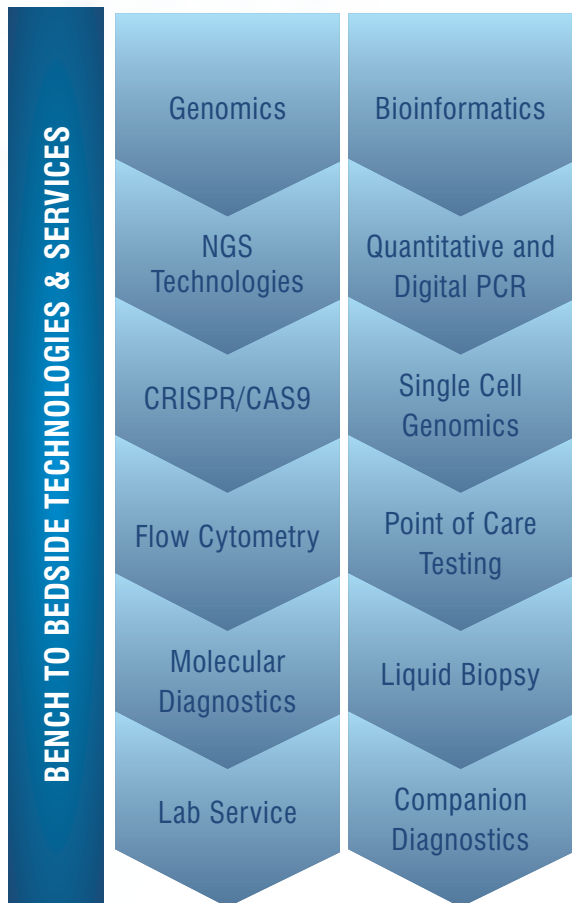 BENCH TO BEDSIDE TECHNOLOGIES & SERVICES
Genomics
NGS
Technologies
CRISPR/CAS9
Flow Cytometry
Molecular
Diagnostics
Lab Service
Bioinformatics
Quantitative and
Digital PCR
Single Cell
Genomics
Point of Care
Testing
Liquid Biopsy
Companion
Diagnostics